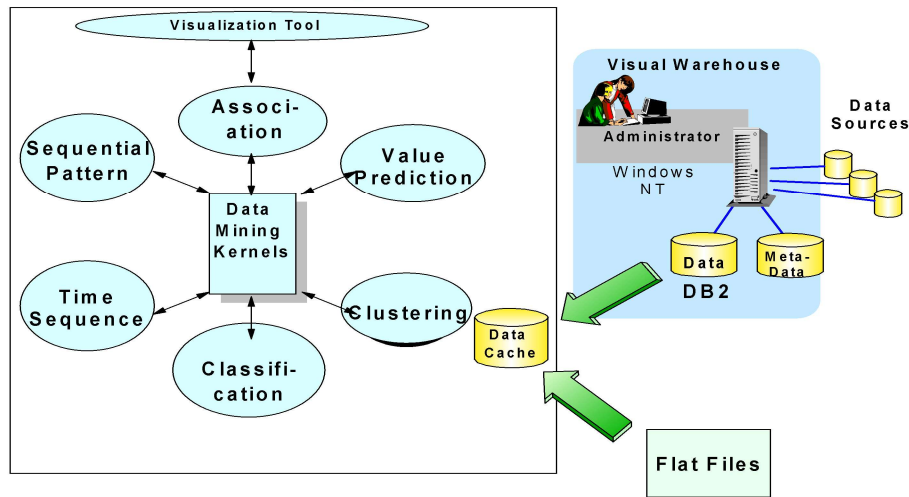 Visualization Tool
Associ-
ation
Sequential
Pattern
Value
Prediction
Data
Mining
Kernels
Time
Sequence
Clustering
Classifi-
cation
Data
Cache
Visual Warehouse
Administrator
Windows
NT
Data
Sources
Data
Meta-
Data
DB2
Flat Files